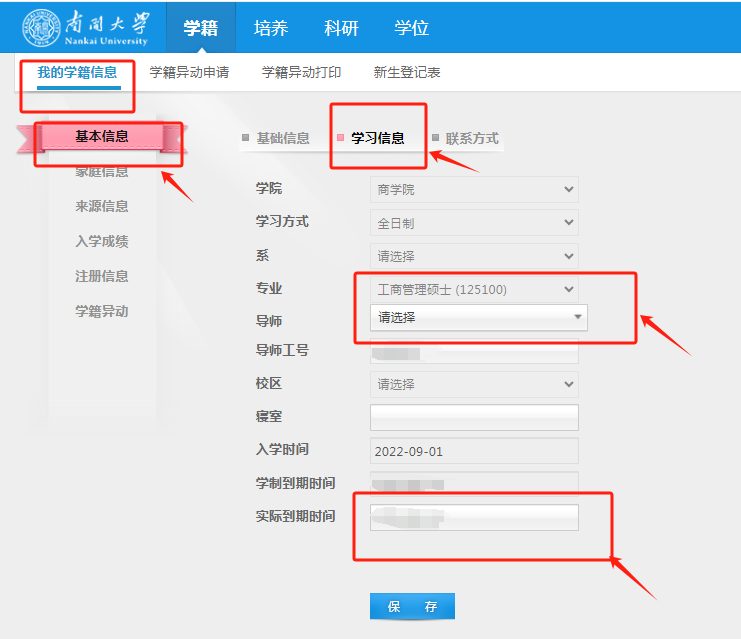 南开大学 学籍 培养 科研 学位
Nankai University
我的学籍信息 学籍异动申请 学籍异动打印 新生登记表
基本信息 基础信息 学习信息 联系方式
家庭信息
来源信息
入学成绩
注册信息
学籍异动
学院 商学院
学习方式 全日制
系 请选择
专业 工商管理硕士 (125100)
导师 请选择
导师工号
校区 请选择
寝室
入学时间 2022-09-01
学制到期时间
实际到期时间
保 存